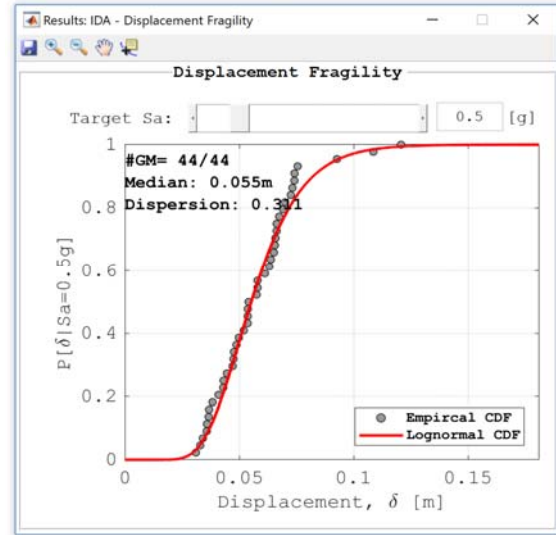 Results: IDA - Displacement Fragility
Displacement Fragility
Target Sa: 0.5 [g]
#GM= 44/44
Median: 0.055m
Dispersion: 0.311
1
0.8
0.6
0.4
0.2
0
P[δ|Sa=0.5g]
Empircal CDF
Lognormal CDF
0 0.05 0.1 0.15
Displacement, δ [m]